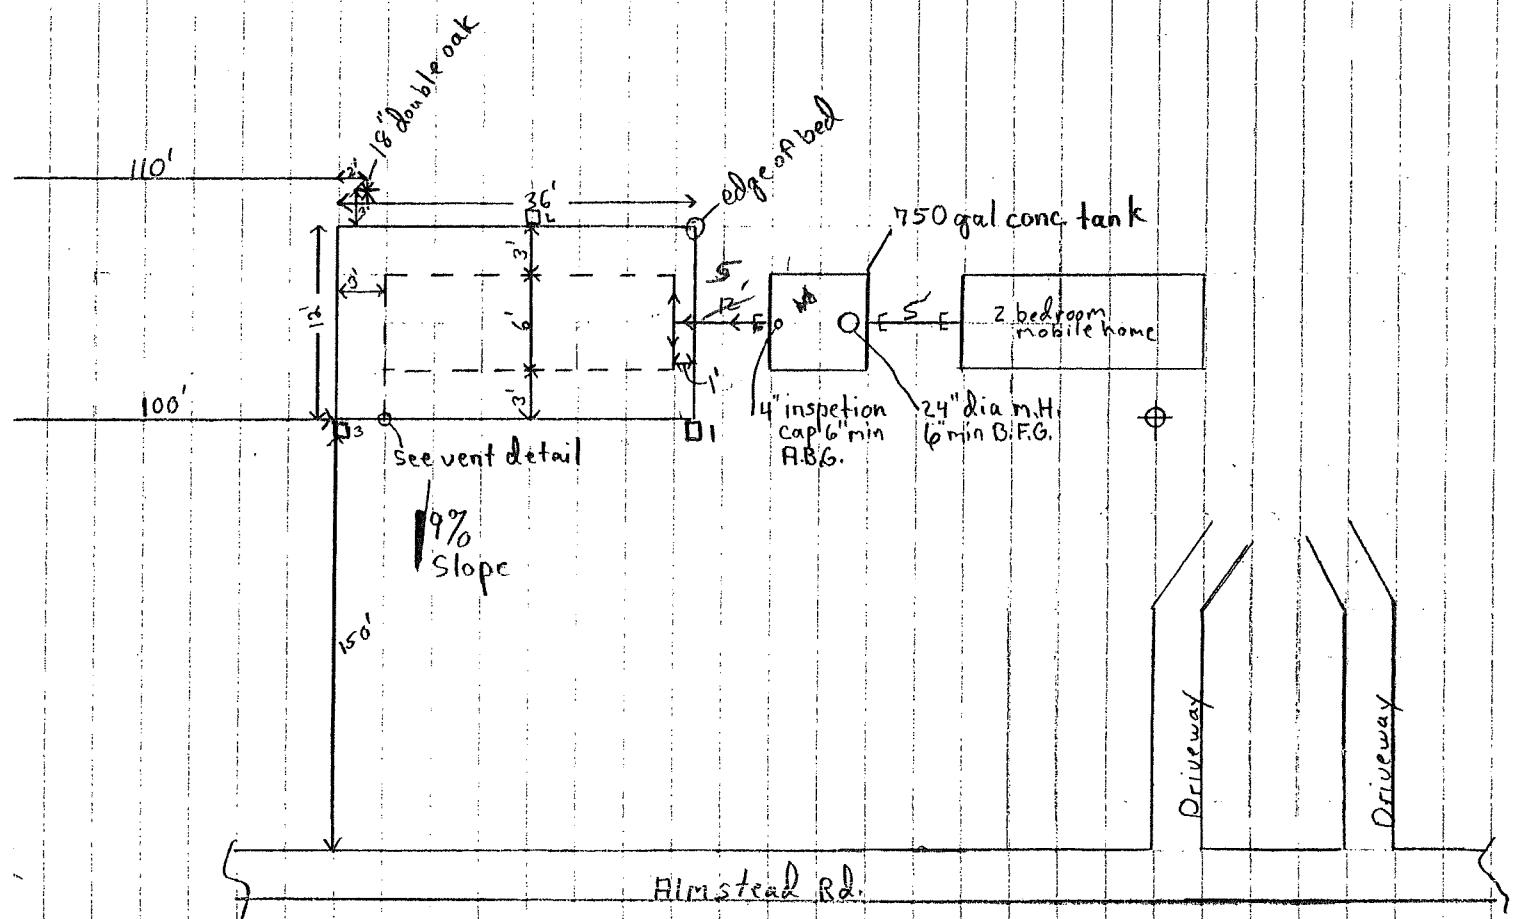 18" double oak
110'
2'
3'
36'
edge of bed
2
750 gal conc. tank
3'
3'
5
12'
12'
6'
5'
2 bedroom
mobile home
1'
3'
100'
3
1
4" inspetion
cap 6" min
A.B.G.
24" dia m.H.
6" min B.F.G.
see vent detail
9%
Slope
150'
Driveway
Driveway
Almstead Rd.